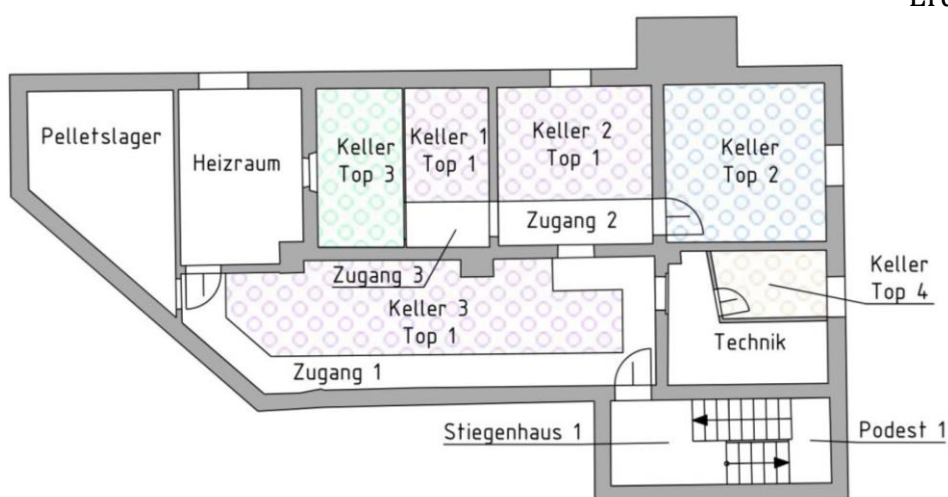 Pelletslager
Heizraum
Keller
Top 3
Keller 1
Top 1
Keller 2
Top 1
Keller
Top 2
Zugang 2
Zugang 3
Keller 3
Top 1
Keller
Top 4
Technik
Zugang 1
Stiegenhaus 1
Podest 1